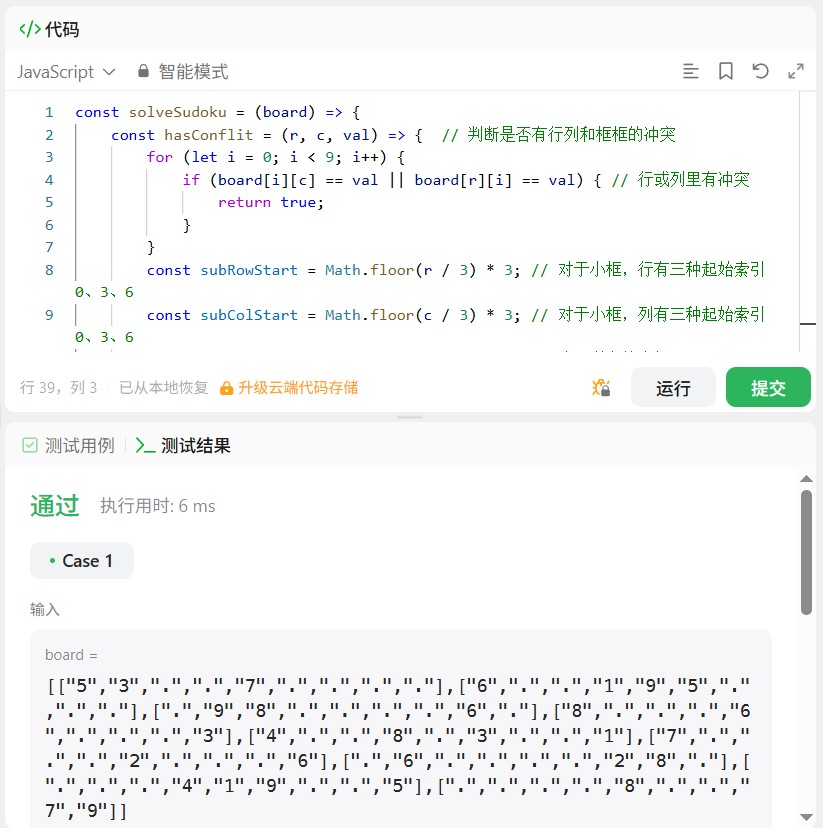 </> 代码
JavaScript 智能模式
1 const solveSudoku = (board) => {
2 const hasConflit = (r, c, val) => { // 判断是否有行列和框框的冲突
3 for (let i = 0; i < 9; i++) {
4 if (board[i][c] == val || board[r][i] == val) { // 行或列里有冲突
5 return true;
6 }
7 }
8 const subRowStart = Math.floor(r / 3) * 3; // 对于小框，行有三种起始索引
0、3、6
9 const subColStart = Math.floor(c / 3) * 3; // 对于小框，列有三种起始索引
0、3、6
行 39，列 3 已从本地恢复 升级云端代码存储 运行 提交
测试用例 >_ 测试结果
通过 执行用时: 6 ms
• Case 1
输入
board =
[["5","3",".",".","7",".",".",".","."],["6",".",".","1","9","5","."
,".","."],[".","9","8",".",".",".",".","6","."],["8",".",".",".","6
",".",".",".","3"],["4",".",".","8",".","3",".",".","1"],["7",".","
.",".","2",".",".",".","6"],[".","6",".",".",".",".","2","8","."],[
".",".",".","4","1","9",".",".","5"],[".",".",".",".","8",".",".","
7","9"]]